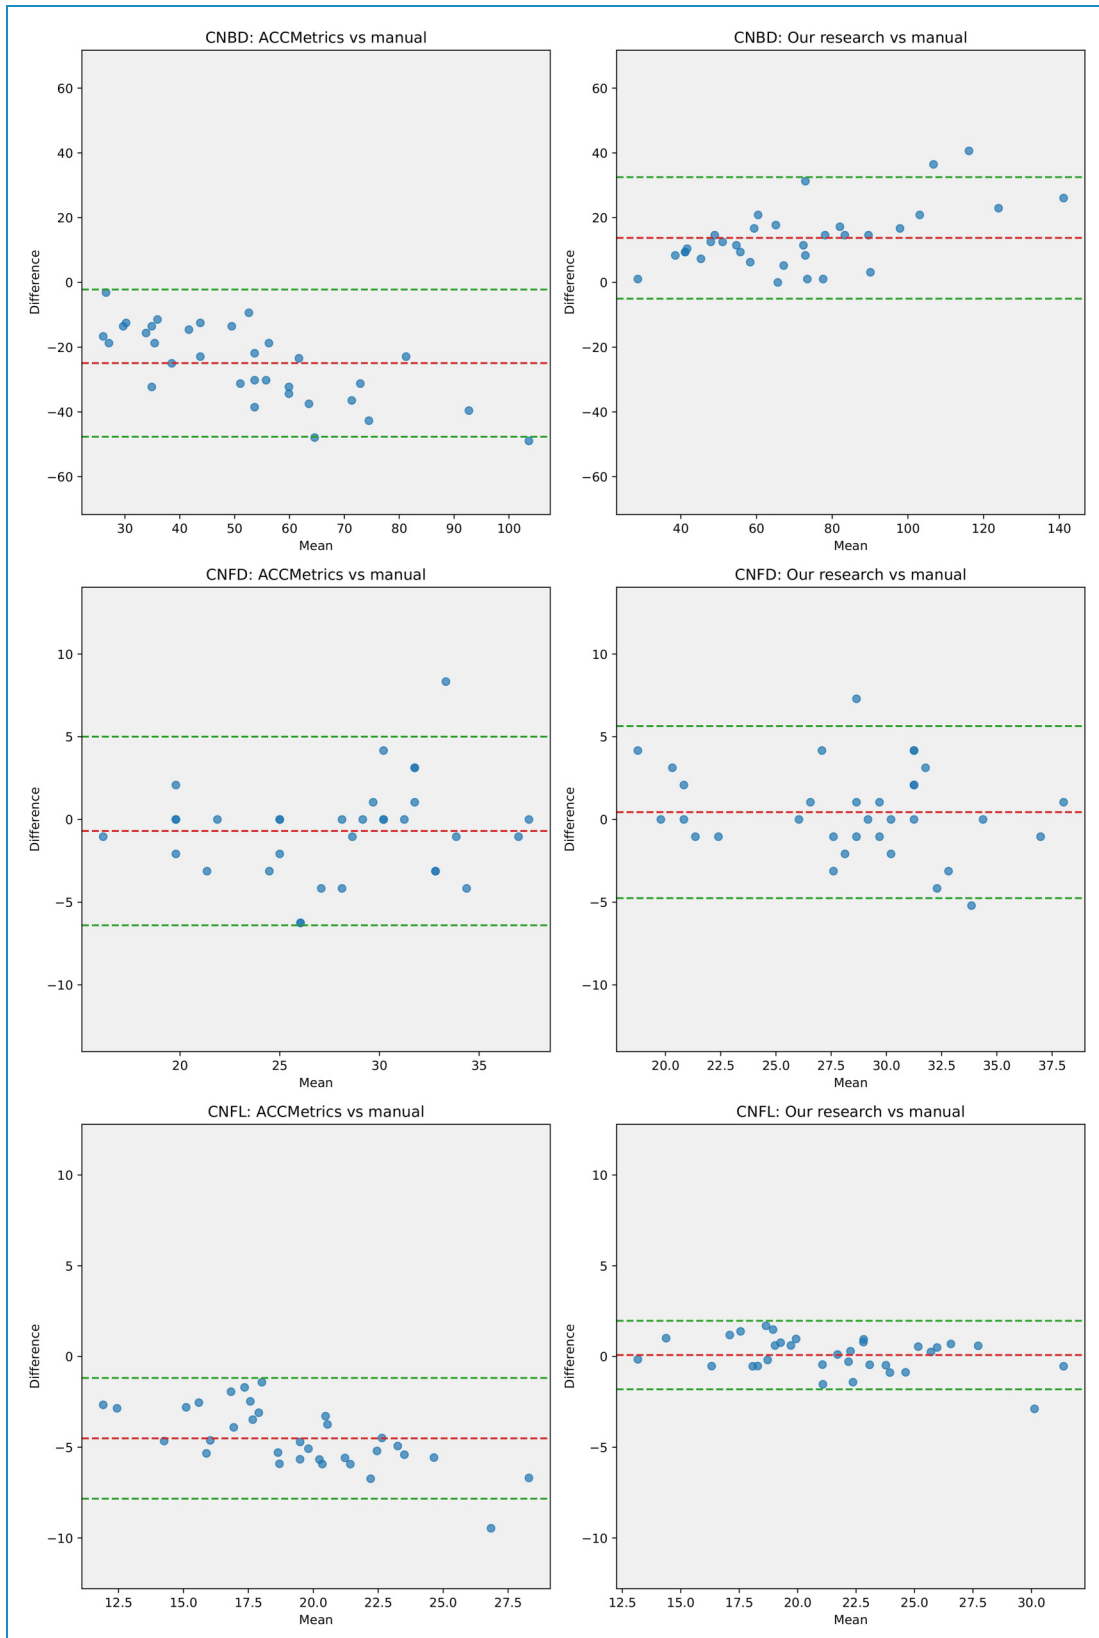 CNBD: ACCMetrics vs manual
60
40
20
0
−20
−40
−60
Difference
30 40 50 60 70 80 90 100
Mean
CNBD: Our research vs manual
60
40
20
0
−20
−40
−60
Difference
40 60 80 100 120 140
Mean
CNFD: ACCMetrics vs manual
10
5
0
−5
−10
Difference
20 25 30 35
Mean
CNFD: Our research vs manual
10
5
0
−5
−10
Difference
20.0 22.5 25.0 27.5 30.0 32.5 35.0 37.5
Mean
CNFL: ACCMetrics vs manual
10
5
0
−5
−10
Difference
12.5 15.0 17.5 20.0 22.5 25.0 27.5
Mean
CNFL: Our research vs manual
10
5
0
−5
−10
Difference
12.5 15.0 17.5 20.0 22.5 25.0 27.5 30.0
Mean